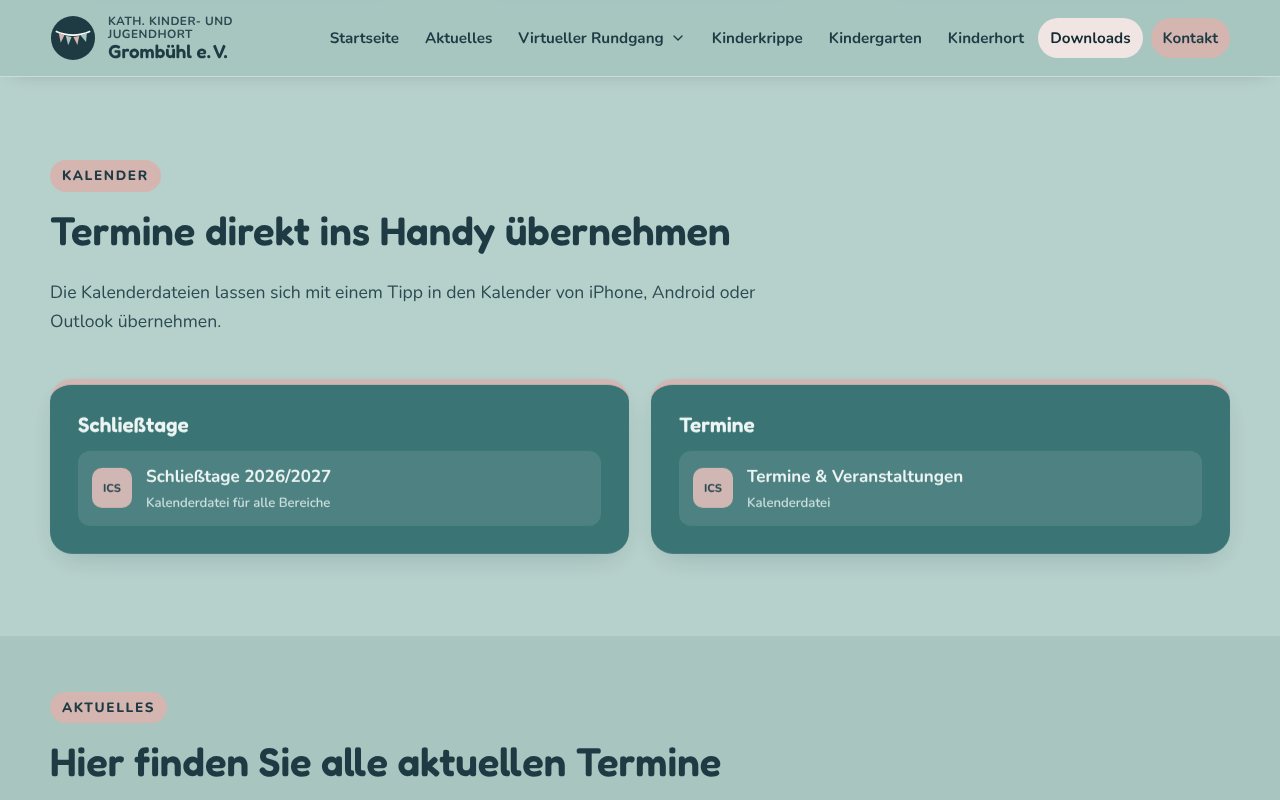 KATH. KINDER- UND
JUGENDHORT
Grombühl e. V.
Startseite
Aktuelles
Virtueller Rundgang
Kinderkrippe
Kindergarten
Kinderhort
Downloads
Kontakt
KALENDER
Termine direkt ins Handy übernehmen
Die Kalenderdateien lassen sich mit einem Tipp in den Kalender von iPhone, Android oder
Outlook übernehmen.
Schließtage
ICS
Schließtage 2026/2027
Kalenderdatei für alle Bereiche
Termine
ICS
Termine & Veranstaltungen
Kalenderdatei
AKTUELLES
Hier finden Sie alle aktuellen Termine